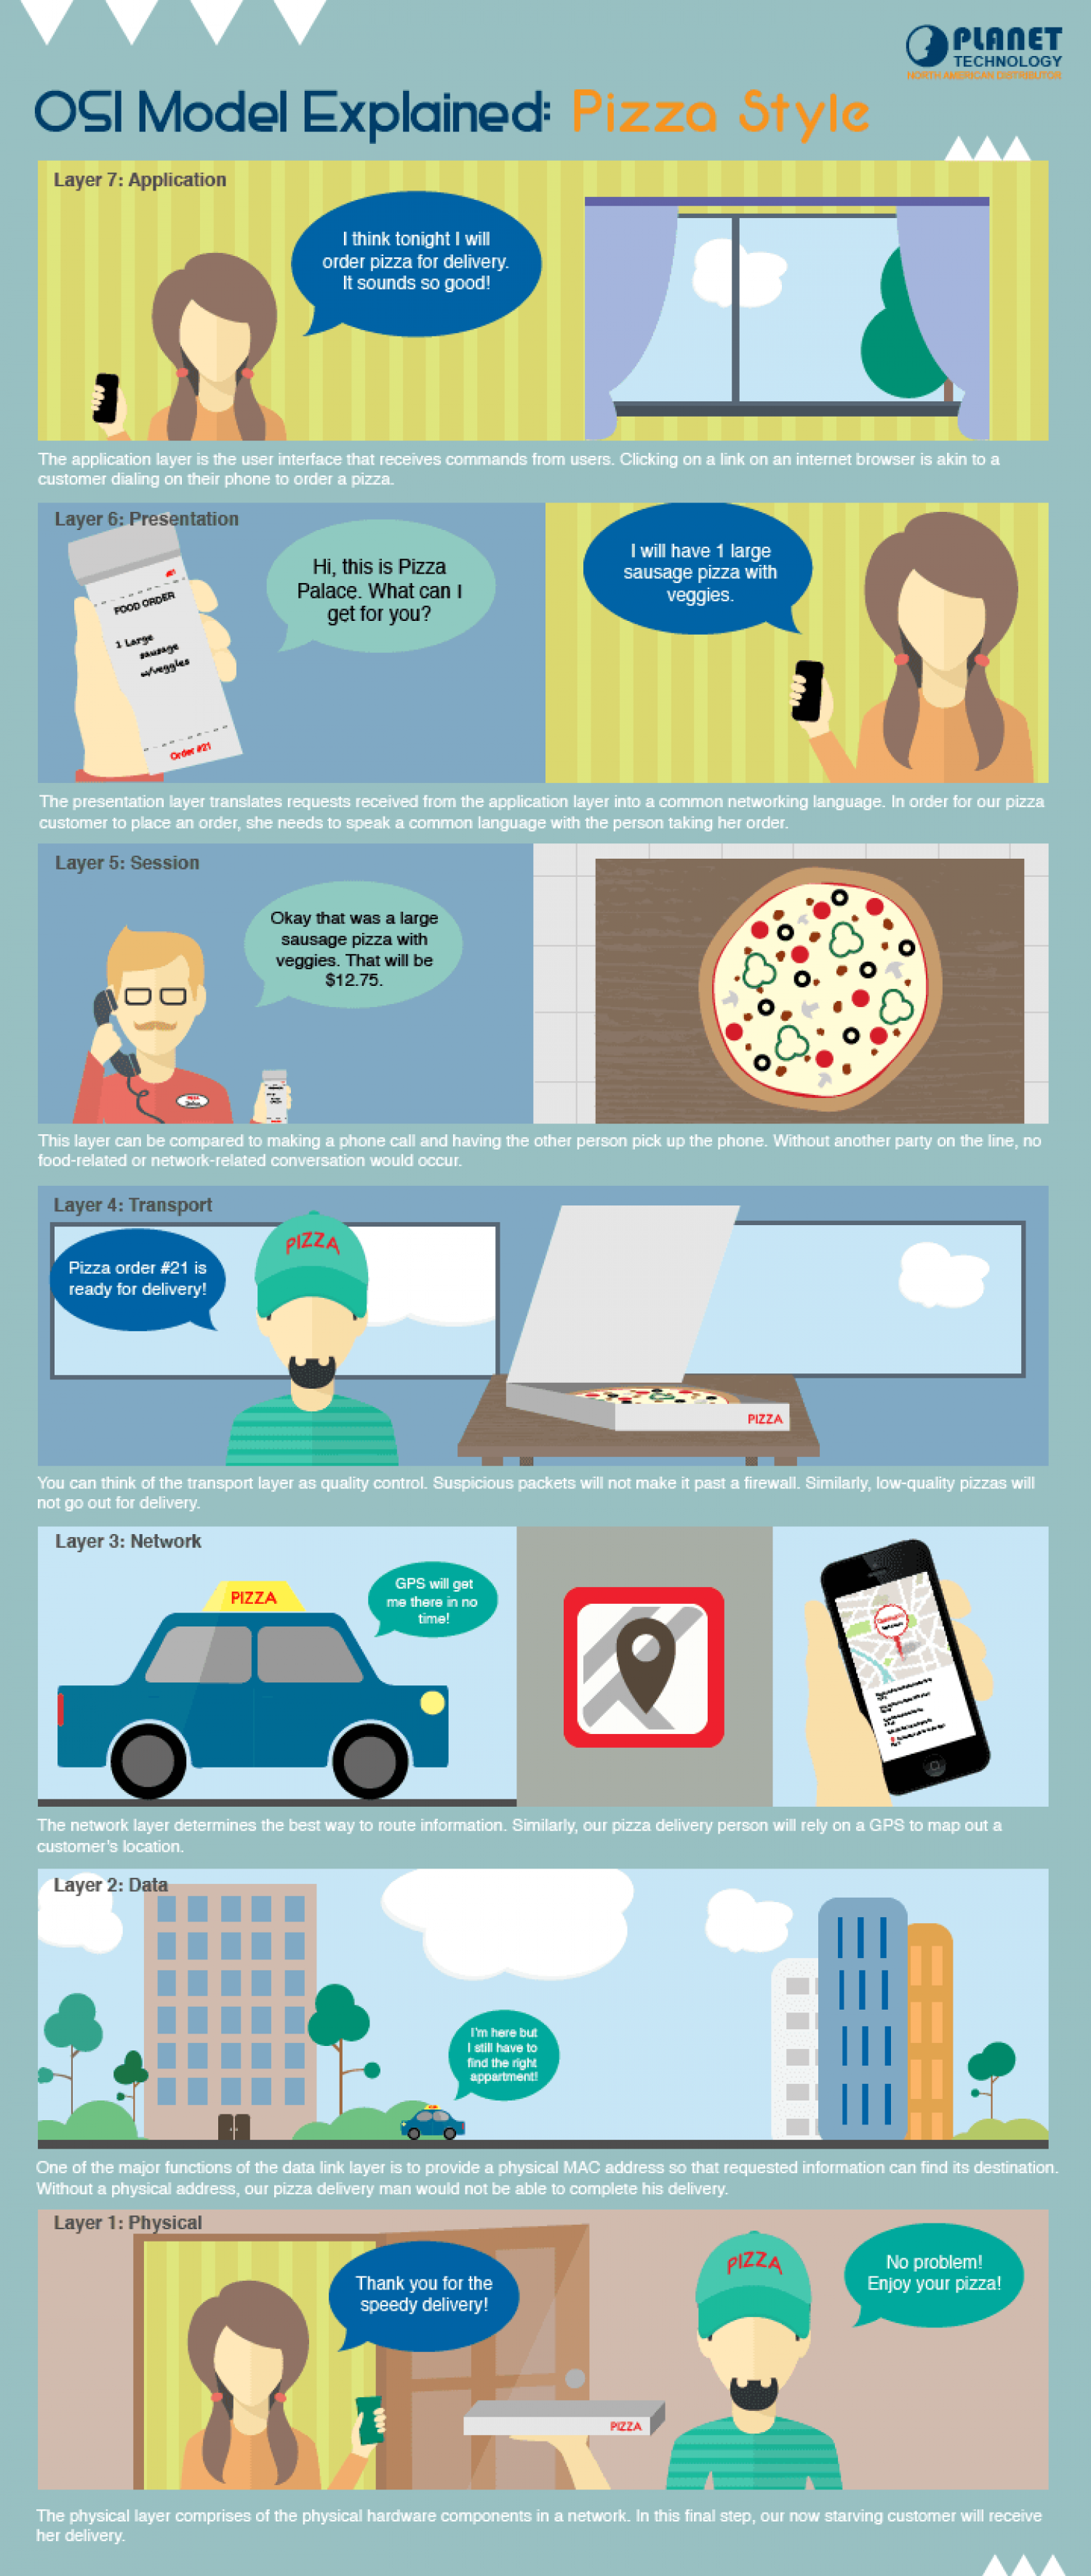 PLANET
TECHNOLOGY
NORTH AMERICAN DISTRIBUTOR
OSI Model Explained: Pizza Style
Layer 7: Application
I think tonight I will
order pizza for delivery.
It sounds so good!
The application layer is the user interface that receives commands from users. Clicking on a link on an internet browser is akin to a
customer dialing on their phone to order a pizza.
Layer 6: Presentation
#21
FOOD ORDER
1 Large
sausage
w/veggles
Order #21
Hi, this is Pizza
Palace. What can I
get for you?
I will have 1 large
sausage pizza with
veggies.
The presentation layer translates requests received from the application layer into a common networking language. In order for our pizza
customer to place an order, she needs to speak a common language with the person taking her order.
Layer 5: Session
Okay that was a large
sausage pizza with
veggies. That will be
$12.75.
This layer can be compared to making a phone call and having the other person pick up the phone. Without another party on the line, no
food-related or network-related conversation would occur.
Layer 4: Transport
Pizza order #21 is
ready for delivery!
PIZZA
PIZZA
You can think of the transport layer as quality control. Suspicious packets will not make it past a firewall. Similarly, low-quality pizzas will
not go out for delivery.
Layer 3: Network
PIZZA
GPS will get
me there in no
time!
The network layer determines the best way to route information. Similarly, our pizza delivery person will rely on a GPS to map out a
customer's location.
Layer 2: Data
I'm here but
I still have to
find the right
appartment!
One of the major functions of the data link layer is to provide a physical MAC address so that requested information can find its destination.
Without a physical address, our pizza delivery man would not be able to complete his delivery.
Layer 1: Physical
Thank you for the
speedy delivery!
PIZZA
PIZZA
No problem!
Enjoy your pizza!
The physical layer comprises of the physical hardware components in a network. In this final step, our now starving customer will receive
her delivery.